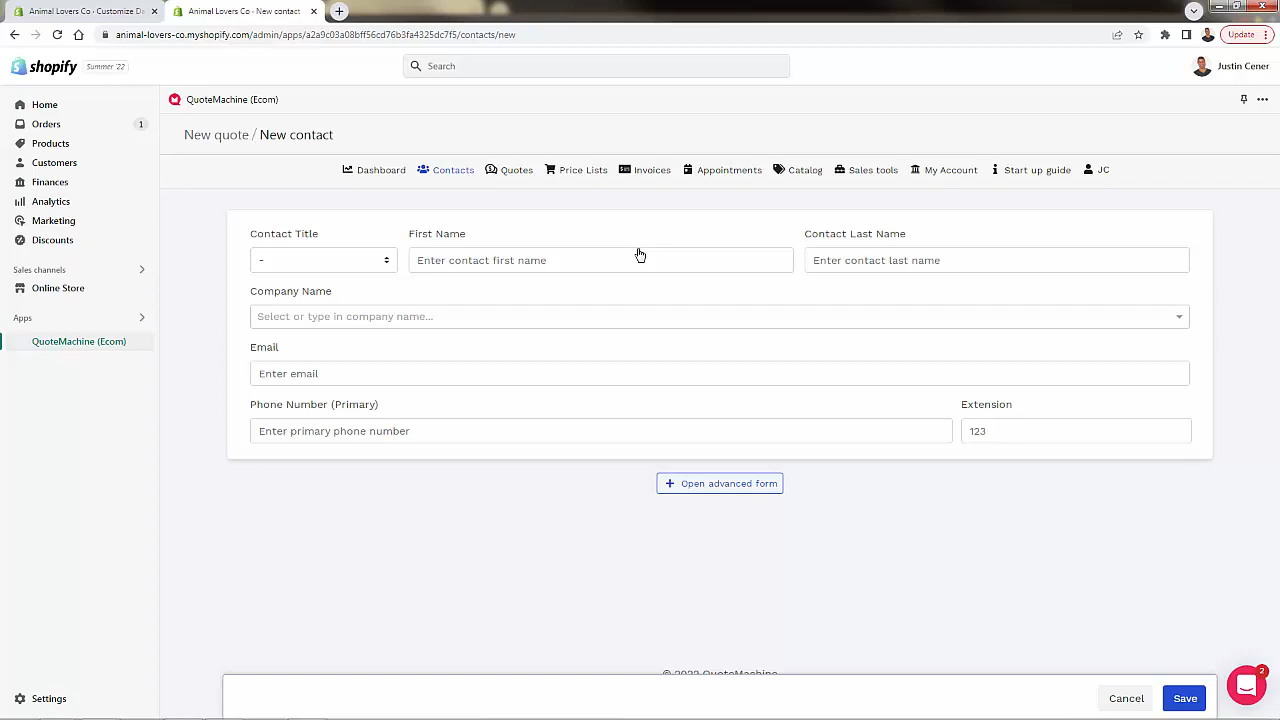 Animal Lovers Co · Customize D
Animal Lovers Co · New contact
animal-lovers-co.myshopify.com/admin/apps/a2a9c03a08bff56cd76b3fa4325dc7f5/contacts/new
Update
shopify
Summer '22
Search
Justin Cener
Home
Orders
1
Products
Customers
Finances
Analytics
Marketing
Discounts
Sales channels
Online Store
Apps
QuoteMachine (Ecom)
Settings
QuoteMachine (Ecom)
New quote / New contact
Dashboard
Contacts
Quotes
Price Lists
Invoices
Appointments
Catalog
Sales tools
My Account
Start up guide
JC
Contact Title
First Name
Contact Last Name
-
Enter contact first name
Enter contact last name
Company Name
Select or type in company name...
Email
Enter email
Phone Number (Primary)
Extension
Enter primary phone number
123
+ Open advanced form
© 2022 QuoteMachine
Cancel
Save
2